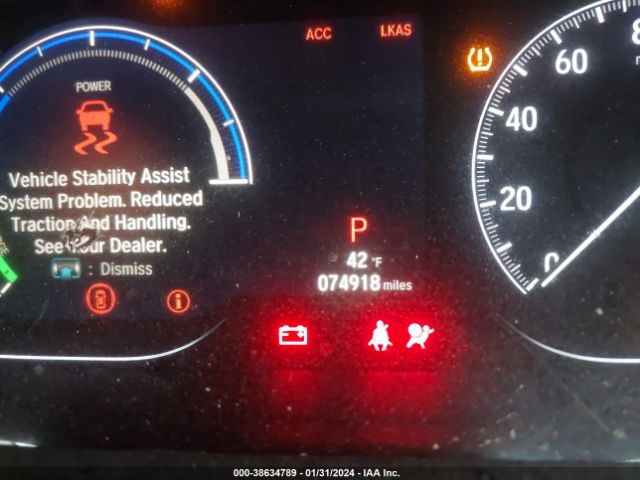 ACC
LKAS
POWER
60
40
20
0
Vehicle Stability Assist
System Problem. Reduced
Traction And Handling.
See Your Dealer.
: Dismiss
P
42 °F
074918 miles
000-38634789 - 01/31/2024 - IAA Inc.